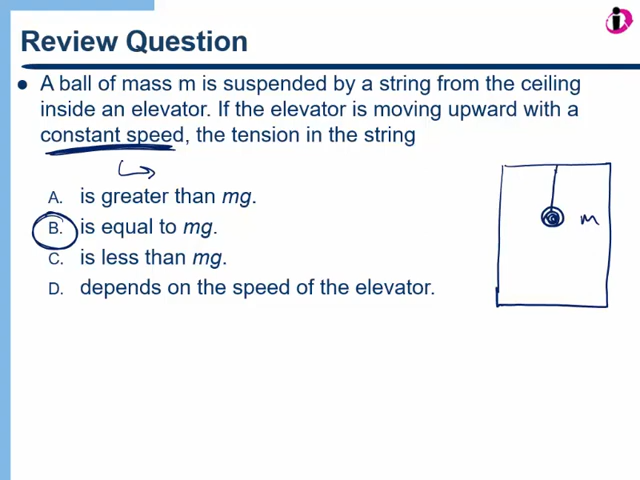 Review Question
A ball of mass m is suspended by a string from the ceiling
inside an elevator. If the elevator is moving upward with a
constant speed, the tension in the string
A. is greater than mg.
B. is equal to mg.
C. is less than mg.
D. depends on the speed of the elevator.
m